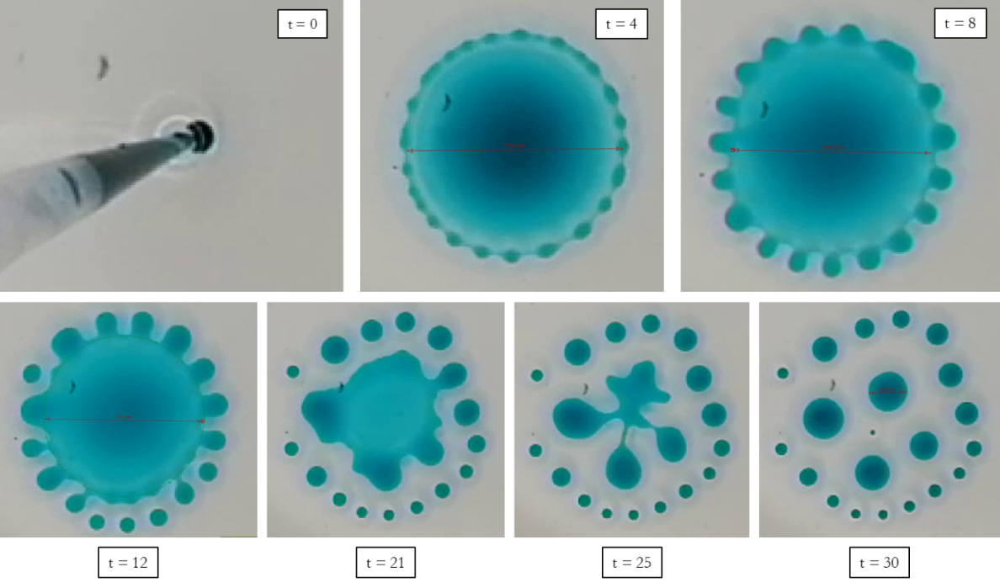 t = 0
t = 4
t = 8
t = 12
t = 21
t = 25
t = 30